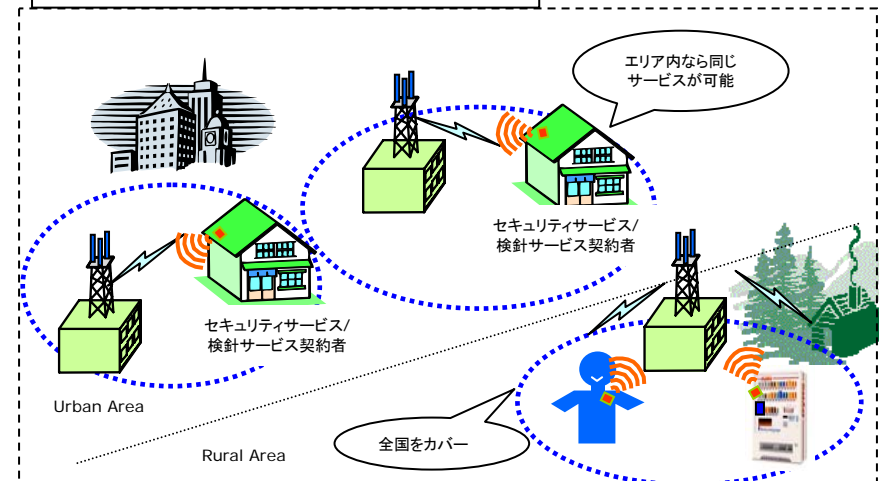 エリア内なら同じ
サービスが可能
セキュリティサービス/
検針サービス契約者
セキュリティサービス/
検針サービス契約者
Urban Area
Rural Area
全国をカバー